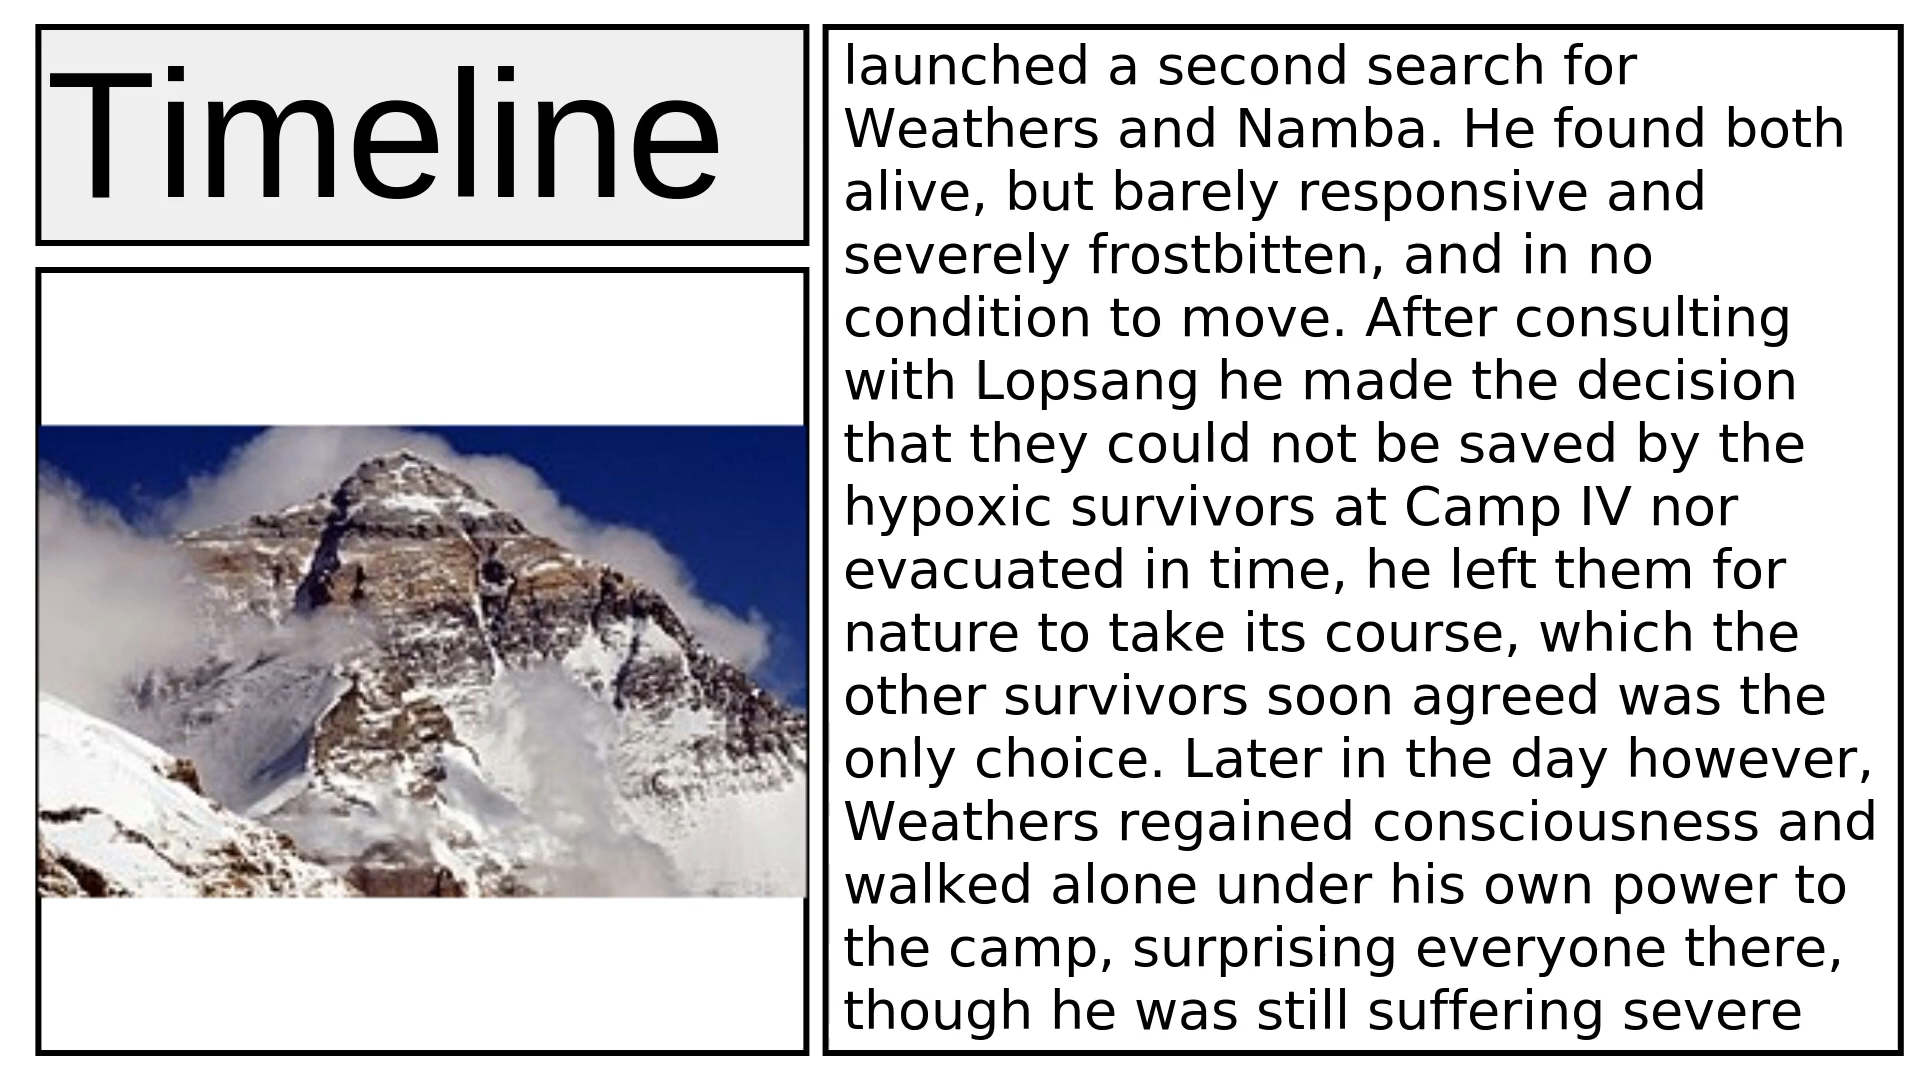 Timeline
launched a second search for
Weathers and Namba. He found both
alive, but barely responsive and
severely frostbitten, and in no
condition to move. After consulting
with Lopsang he made the decision
that they could not be saved by the
hypoxic survivors at Camp IV nor
evacuated in time, he left them for
nature to take its course, which the
other survivors soon agreed was the
only choice. Later in the day however,
Weathers regained consciousness and
walked alone under his own power to
the camp, surprising everyone there,
though he was still suffering severe